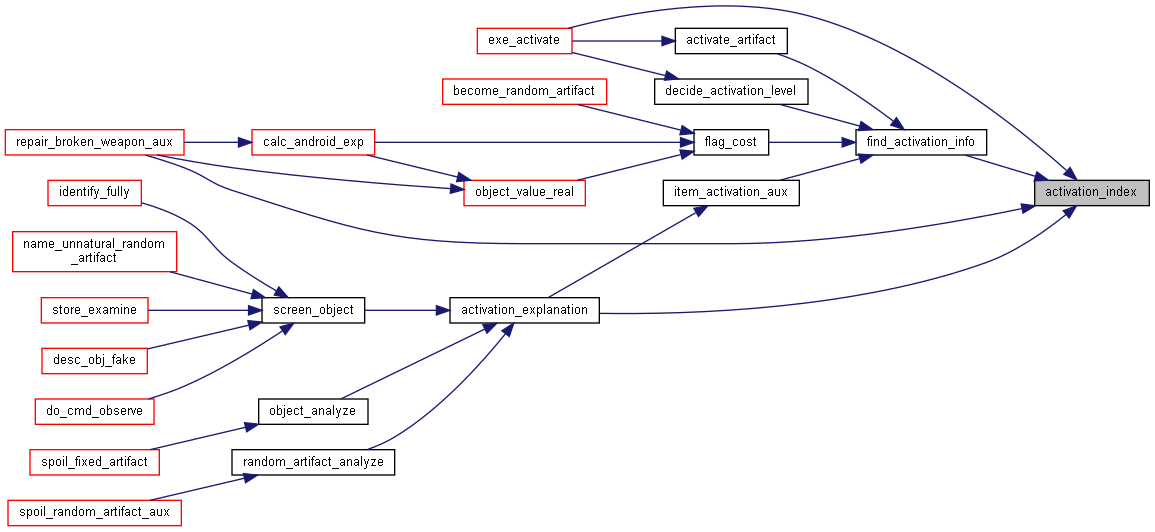 exe_activate
activate_artifact
become_random_artifact
decide_activation_level
repair_broken_weapon_aux
calc_android_exp
flag_cost
find_activation_info
identify_fully
object_value_real
item_activation_aux
activation_index
name_unnatural_random
_artifact
store_examine
screen_object
activation_explanation
desc_obj_fake
do_cmd_observe
object_analyze
spoil_fixed_artifact
random_artifact_analyze
spoil_random_artifact_aux